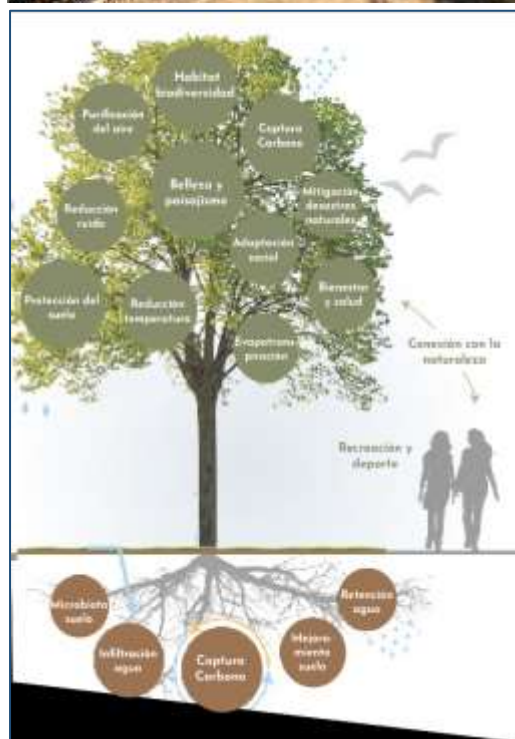 Habitat
biodiversidad
Purificación
del aire
Captura
Carbono
Belleza y
paisajismo
Mitigación
desastres
naturales
Reducción
ruido
Adaptación
social
Protección del
suelo
Reducción
temperatura
Bienestar
y salud
Evapotrans-
piración
Conexión con la
naturaleza
Recreación y
deporte
Microbiota
suelo
Retención
agua
Infiltración
agua
Captura
Carbono
Mejora
miento
suelo